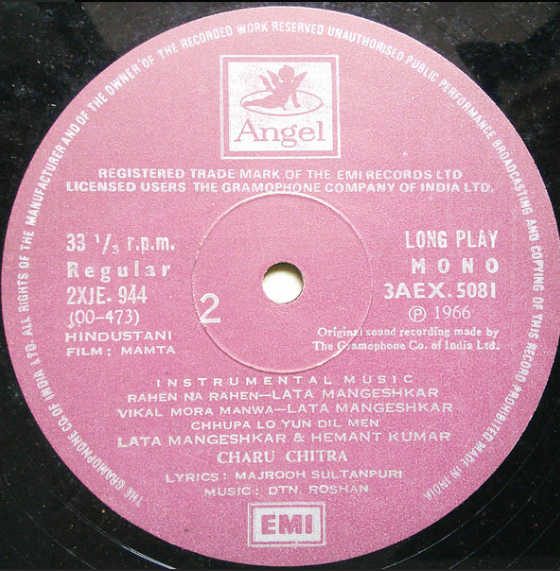 THE GRAMOPHONE CO. OF INDIA LTD. ALL RIGHTS OF THE MANUFACTURER AND OF THE OWNER OF THE RECORDED WORK RESERVED UNAUTHORISED PUBLIC PERFORMANCE BROADCASTING AND COPYING OF THIS RECORD PROHIBITED MADE IN INDIA
Angel
REGISTERED TRADE MARK OF THE EMI RECORDS LTD
LICENSED USERS THE GRAMOPHONE COMPANY OF INDIA LTD.
33 ¹/₃ r.p.m.
Regular
2XJE. 944
(OO-473)
HINDUSTANI
FILM : MAMTA
2
LONG PLAY
MONO
3AEX.5081
Ⓟ 1966
Original sound recording made by
The Gramophone Co. of India Ltd.
INSTRUMENTAL MUSIC
RAHEN NA RAHEN—LATA MANGESHKAR
VIKAL MORA MANWA—LATA MANGESHKAR
CHHUPA LO YUN DIL MEN
LATA MANGESHKAR & HEMANT KUMAR
CHARU CHITRA
LYRICS : MAJROOH SULTANPURI
MUSIC : DTN, ROSHAN
EMI